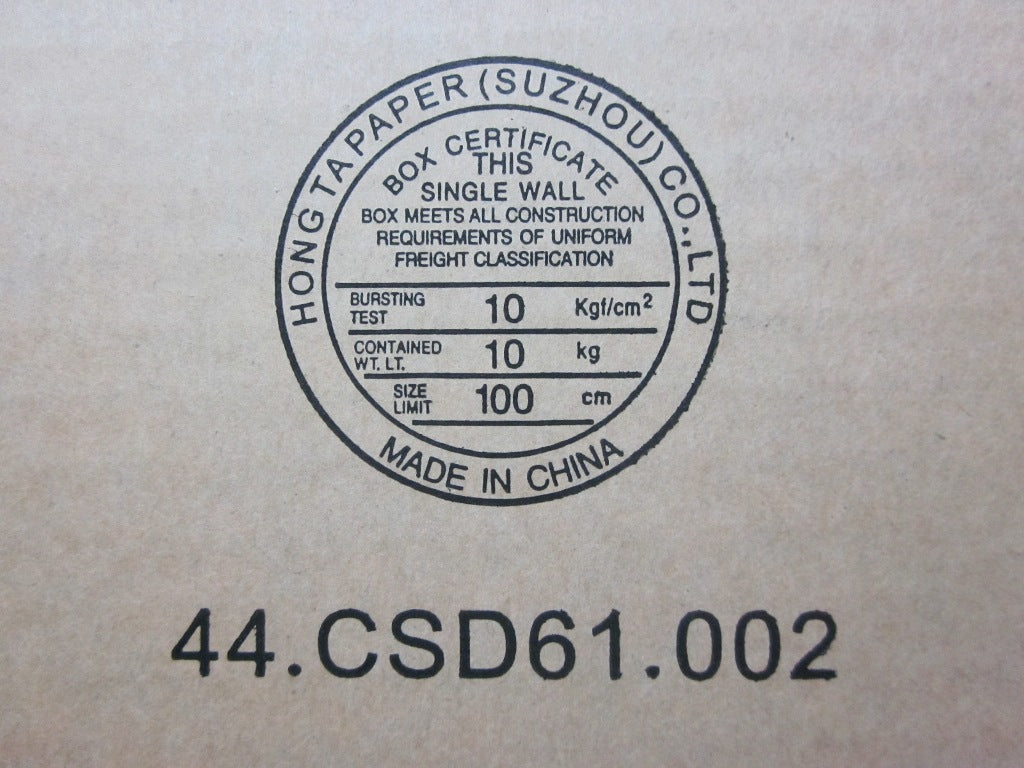 HONG TA PAPER (SUZHOU) CO.,LTD
BOX CERTIFICATE
THIS
SINGLE WALL
BOX MEETS ALL CONSTRUCTION
REQUIREMENTS OF UNIFORM
FREIGHT CLASSIFICATION
BURSTING TEST 10 Kgf/cm²
CONTAINED WT. LT. 10 kg
SIZE LIMIT 100 cm
MADE IN CHINA
44.CSD61.002